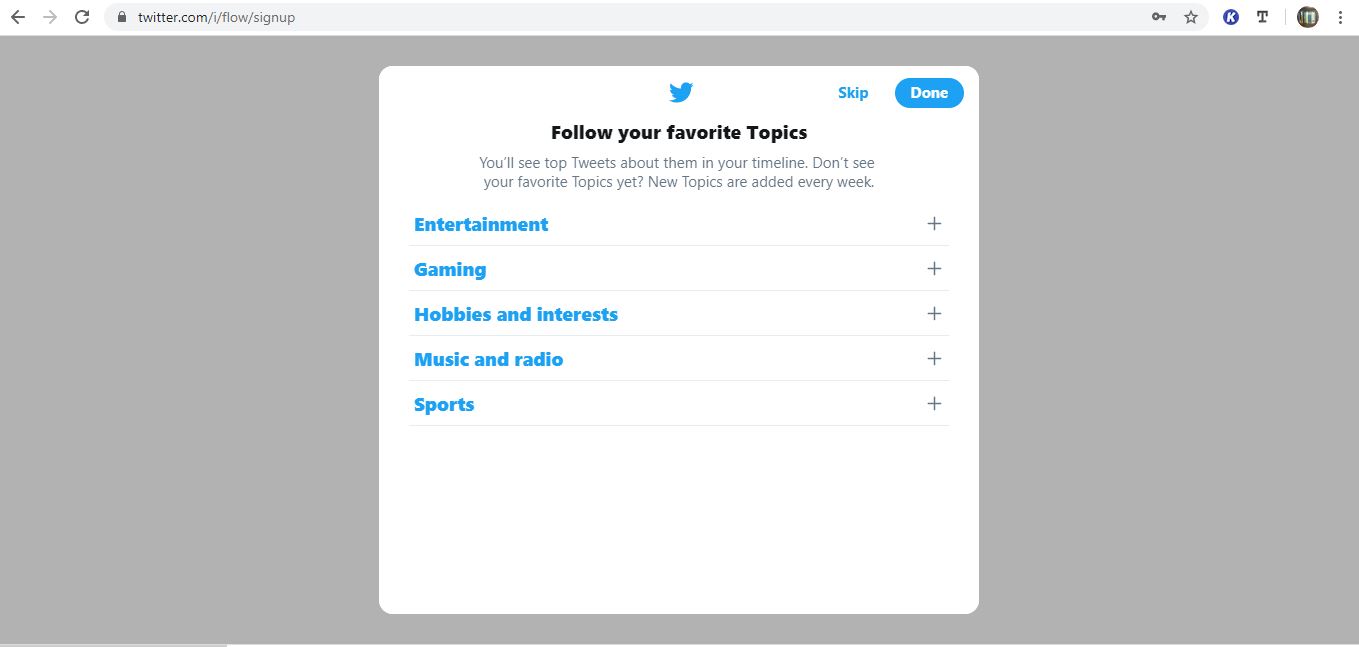 twitter.com/i/flow/signup
K T
Skip Done
Follow your favorite Topics
You'll see top Tweets about them in your timeline. Don't see
your favorite Topics yet? New Topics are added every week.
Entertainment
Gaming
Hobbies and interests
Music and radio
Sports